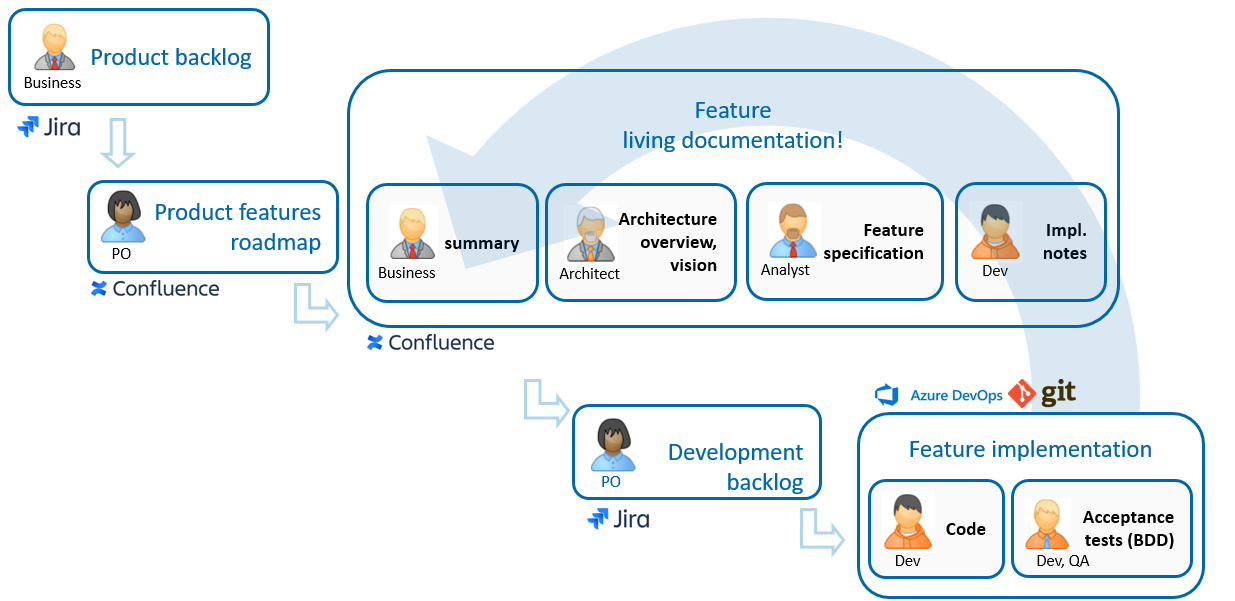 Product backlog
Business
Jira
Product features
roadmap
PO
Confluence
Feature
living documentation!
summary
Business
Architecture
overview,
vision
Architect
Feature
specification
Analyst
Impl.
notes
Dev
Confluence
Development
backlog
PO
Jira
Azure DevOps
git
Feature implementation
Code
Dev
Acceptance
tests (BDD)
Dev, QA